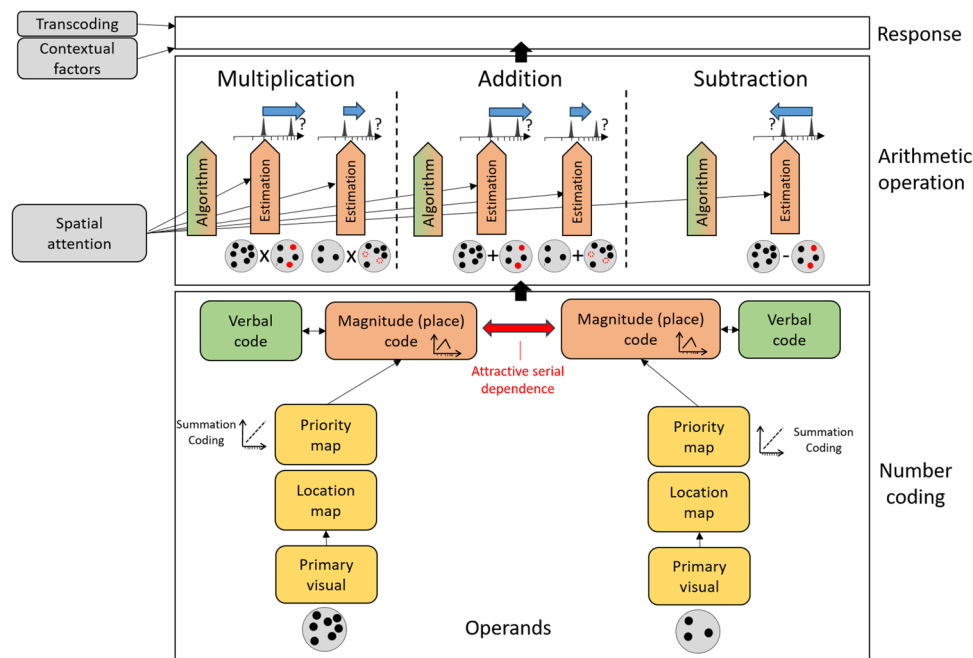 Transcoding
Contextual
factors
Response
Multiplication
Addition
Subtraction
?
?
?
?
?
Algorithm
Estimation
Estimation
Algorithm
Estimation
Estimation
Algorithm
Estimation
Arithmetic
operation
Spatial
attention
x
x
+
+
-
Verbal
code
Magnitude (place)
code
Magnitude (place)
code
Verbal
code
Attractive serial
dependence
Summation
Coding
Priority
map
Priority
map
Summation
Coding
Location
map
Location
map
Number
coding
Primary
visual
Primary
visual
Operands